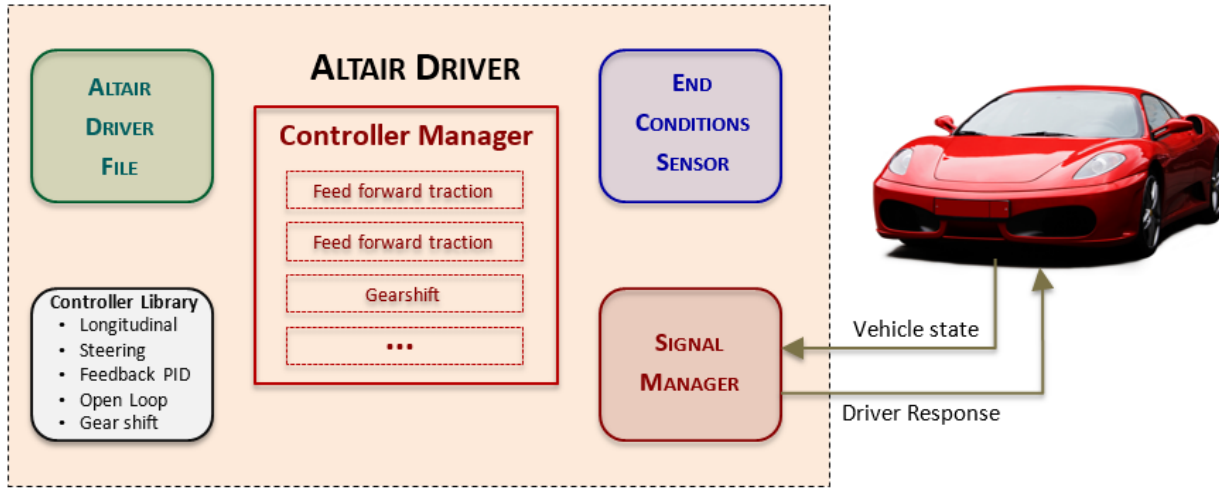 ALTAIR DRIVER
ALTAIR
DRIVER
FILE
Controller Manager
Feed forward traction
Feed forward traction
Gearshift
...
END
CONDITIONS
SENSOR
Controller Library
• Longitudinal
• Steering
• Feedback PID
• Open Loop
• Gear shift
SIGNAL
MANAGER
Vehicle state
Driver Response